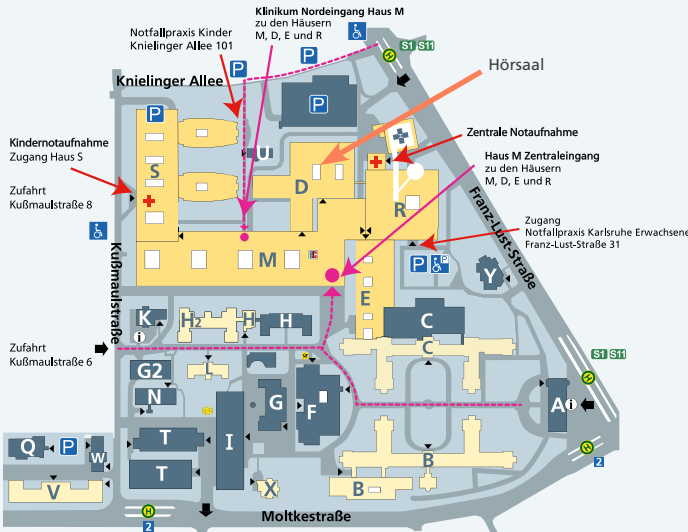 Klinikum Nordeingang Haus M
zu den Häusern
M, D, E und R
Notfallpraxis Kinder
Knielinger Allee 101
S1 S11
H
P
P
Knielinger Allee
Hörsaal
P
P
Kindernotaufnahme
Zugang Haus S
Zentrale Notaufnahme
U
Haus M Zentraleingang
zu den Häusern
M, D, E und R
S
D
R
Zufahrt
Kußmaulstraße 8
Franz-Lust-Straße
Zugang
Notfallpraxis Karlsruhe Erwachsene
Franz-Lust-Straße 31
Kußmaulstraße
M
P
P
Y
E
K
i
H2
H
H
C
C
Zufahrt
Kußmaulstraße 6
S1 S11
H
G2
L
N
G
F
A
i
T
I
H
2
Q
P
W
T
B
V
X
B
H
2
Moltkestraße